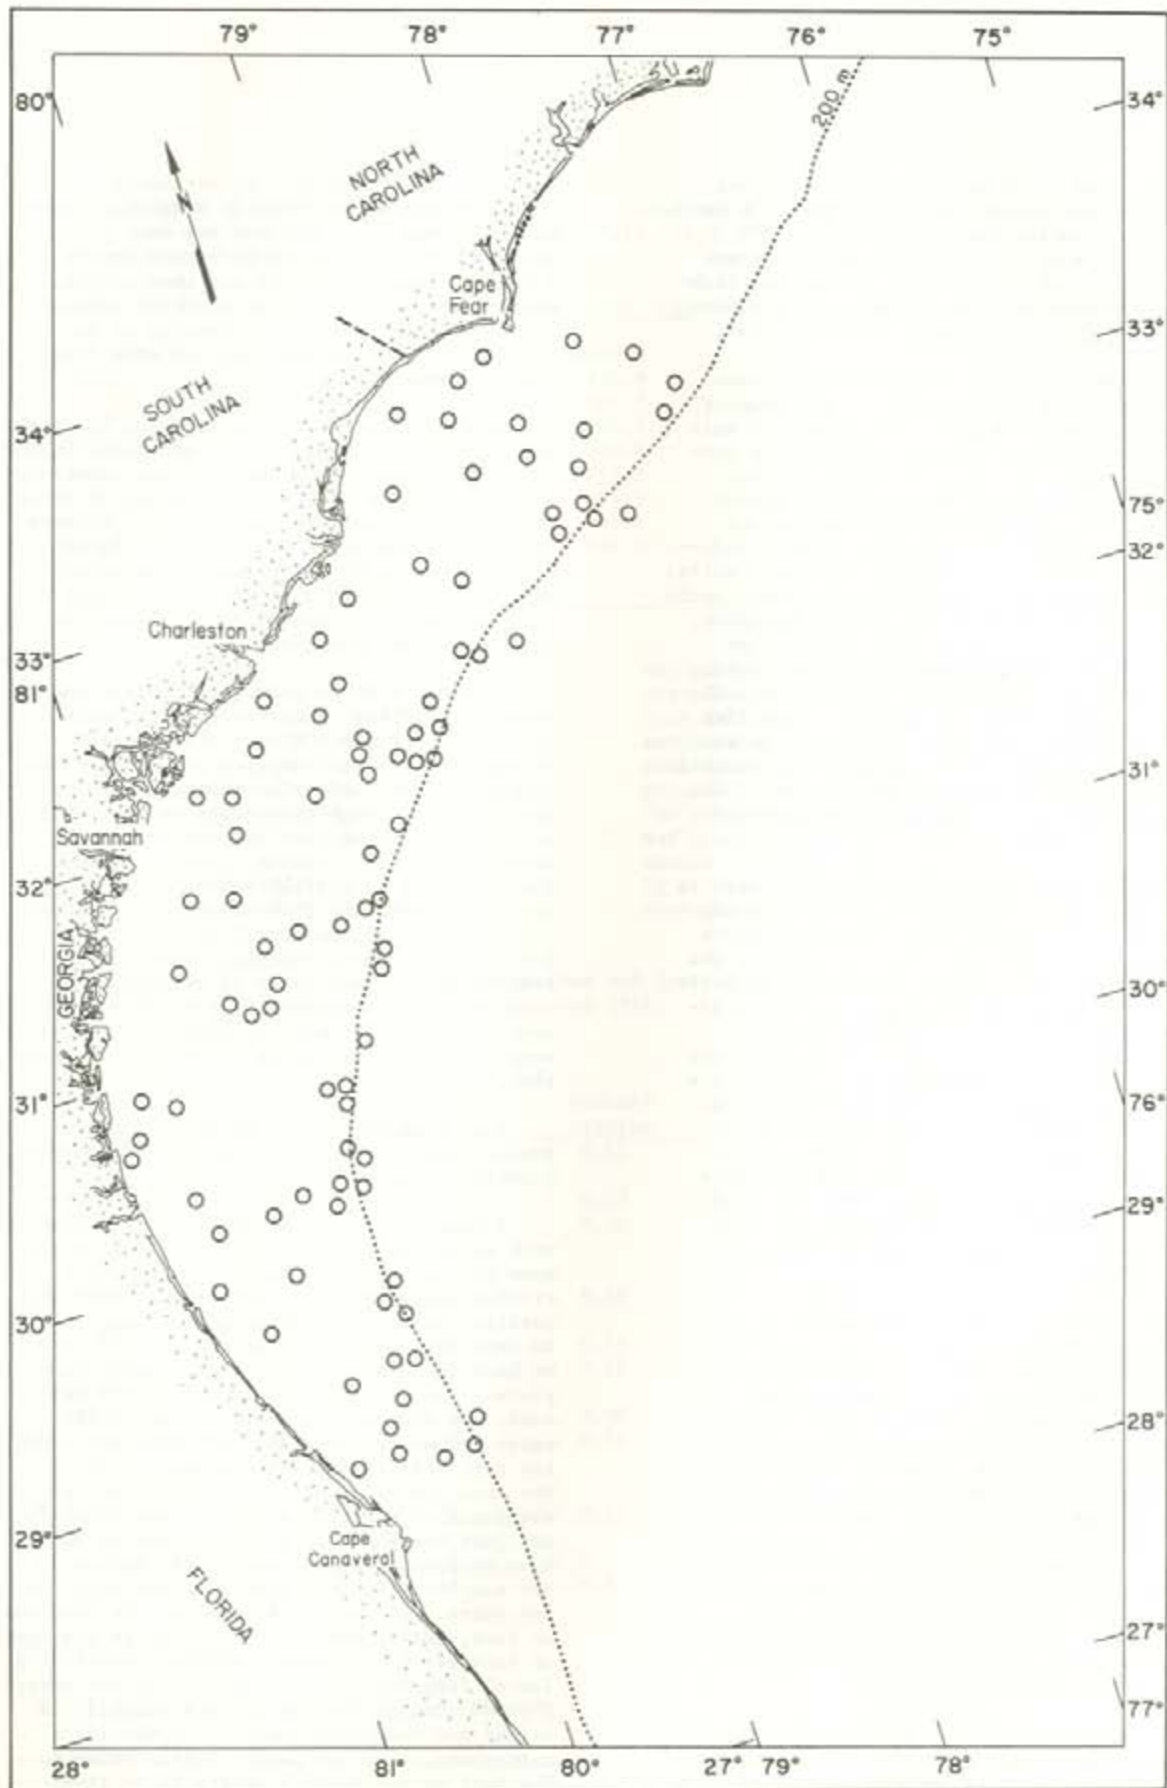 79°
78°
77°
76°
75°
80°
34°
200 m
N
NORTH
CAROLINA
Cape
Fear
33°
SOUTH
CAROLINA
34°
75°
32°
Charleston
33°
81°
31°
Savannah
32°
GEORGIA
30°
31°
76°
29°
30°
28°
29°
Cape
Canaveral
FLORIDA
27°
77°
28°
81°
80°
27°
79°
78°